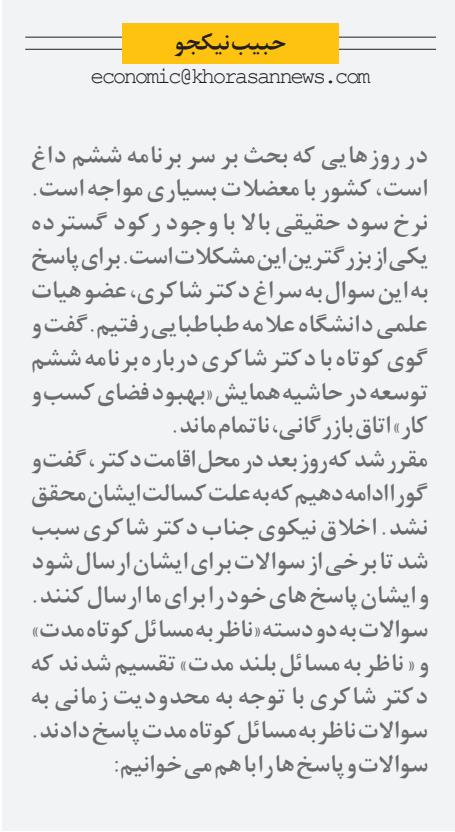 حبیب نیکجو
economic@khorasannews.com
در روزهایی که بحث بر سر برنامه ششم داغ
است، کشور با معضلات بسیاری مواجه است.
نرخ سود حقیقی بالا با وجود رکود گسترده
یکی از بزرگترین این مشکلات است. برای پاسخ
به این سوال به سراغ دکتر شاکری، عضو هیات
علمی دانشگاه علامه طباطبایی رفتیم. گفت و
گوی کوتاه با دکتر شاکری درباره برنامه ششم
توسعه در حاشیه همایش «بهبود فضای کسب و
کار» اتاق بازرگانی، ناتمام ماند.
مقرر شد که روز بعد در محل اقامت دکتر، گفت و
گو را ادامه دهیم که به علت کسالت ایشان محقق
نشد. اخلاق نیکوی جناب دکتر شاکری سبب
شد تا برخی از سوالات برای ایشان ارسال شود
و ایشان پاسخ های خود را برای ما ارسال کنند.
سوالات به دو دسته «ناظر به مسائل کوتاه مدت»
و « ناظر به مسائل بلند مدت» تقسیم شدند که
دکتر شاکری با توجه به محدودیت زمانی به
سوالات ناظر به مسائل کوتاه مدت پاسخ دادند.
سوالات و پاسخ ها را با هم می خوانیم: